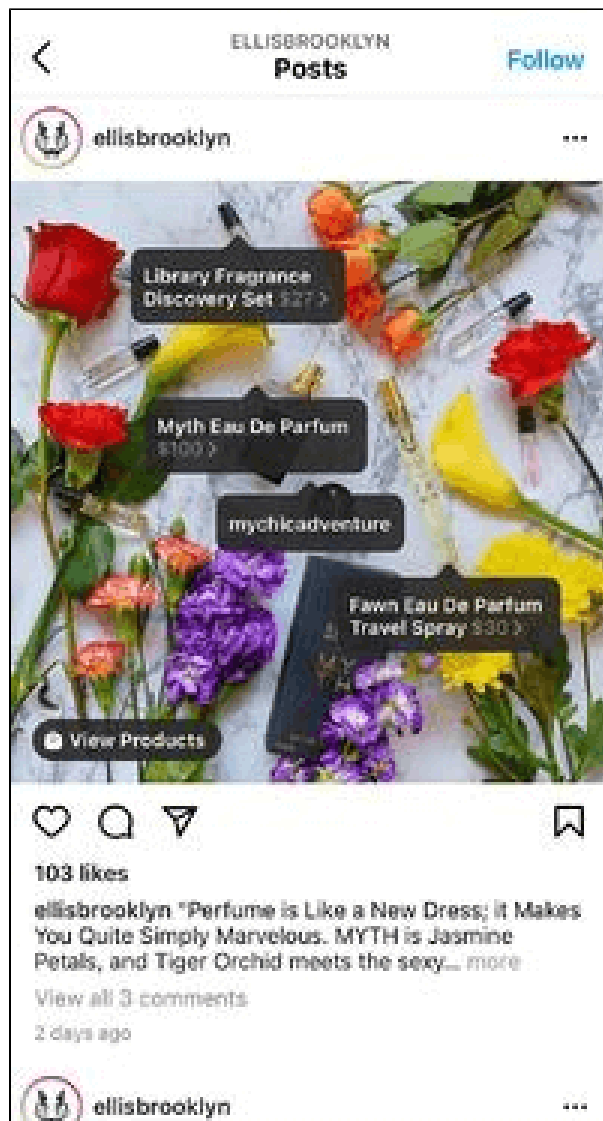 ELLISBROOKLYN
Posts
Follow
ellisbrooklyn
Library Fragrance
Discovery Set $27 >
Myth Eau De Parfum
$100 >
mychicadventure
Fawn Eau De Parfum
Travel Spray $30 >
View Products
103 likes
ellisbrooklyn "Perfume is Like a New Dress; it Makes
You Quite Simply Marvelous. MYTH is Jasmine
Petals, and Tiger Orchid meets the sexy... more
View all 3 comments
2 days ago
ellisbrooklyn